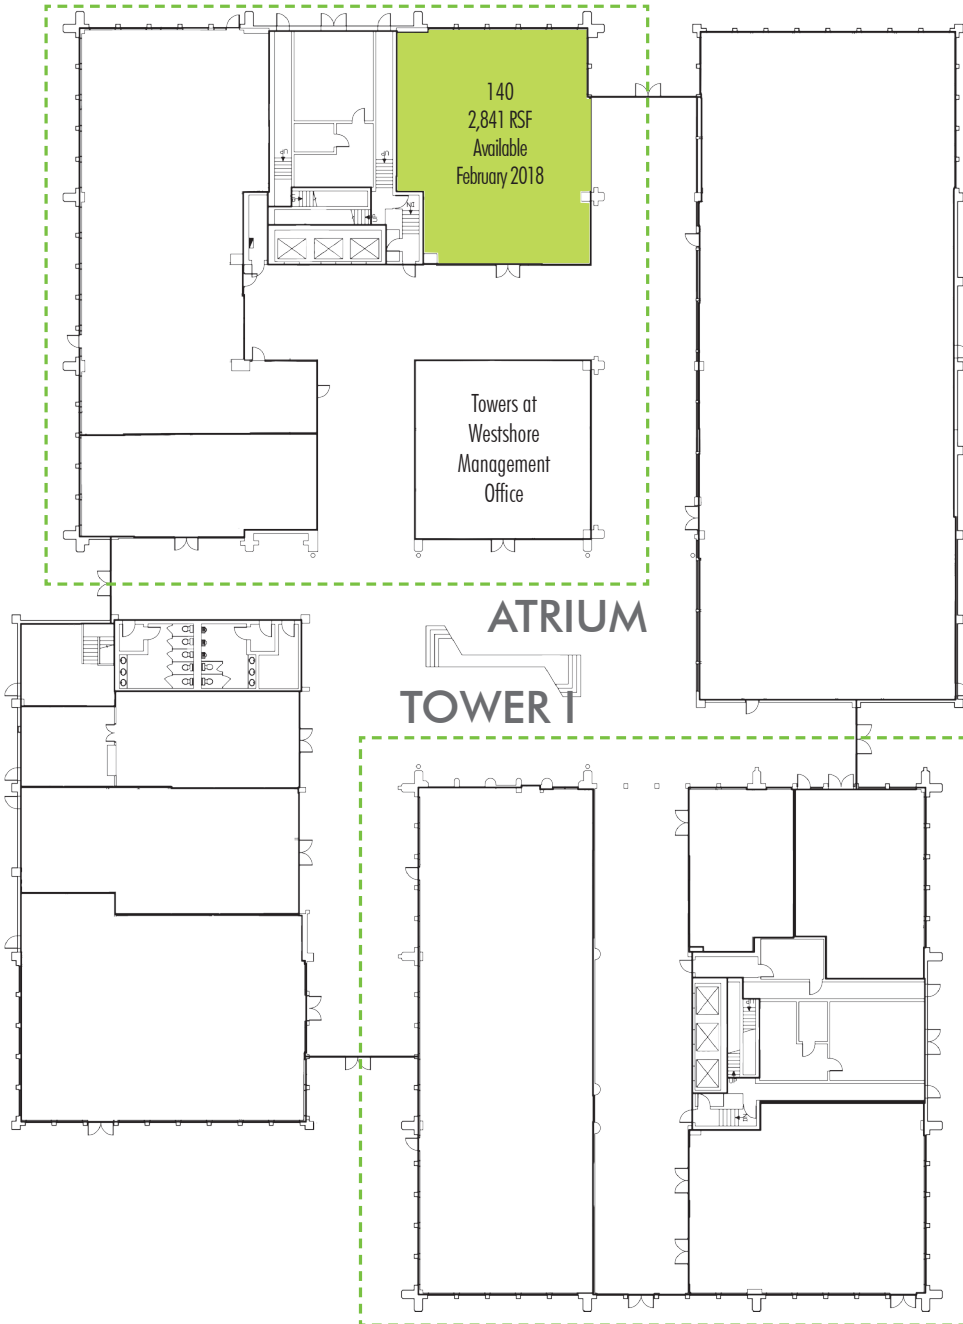 140
2,841 RSF
Available
February 2018
Towers at
Westshore
Management
Office
ATRIUM
TOWER I